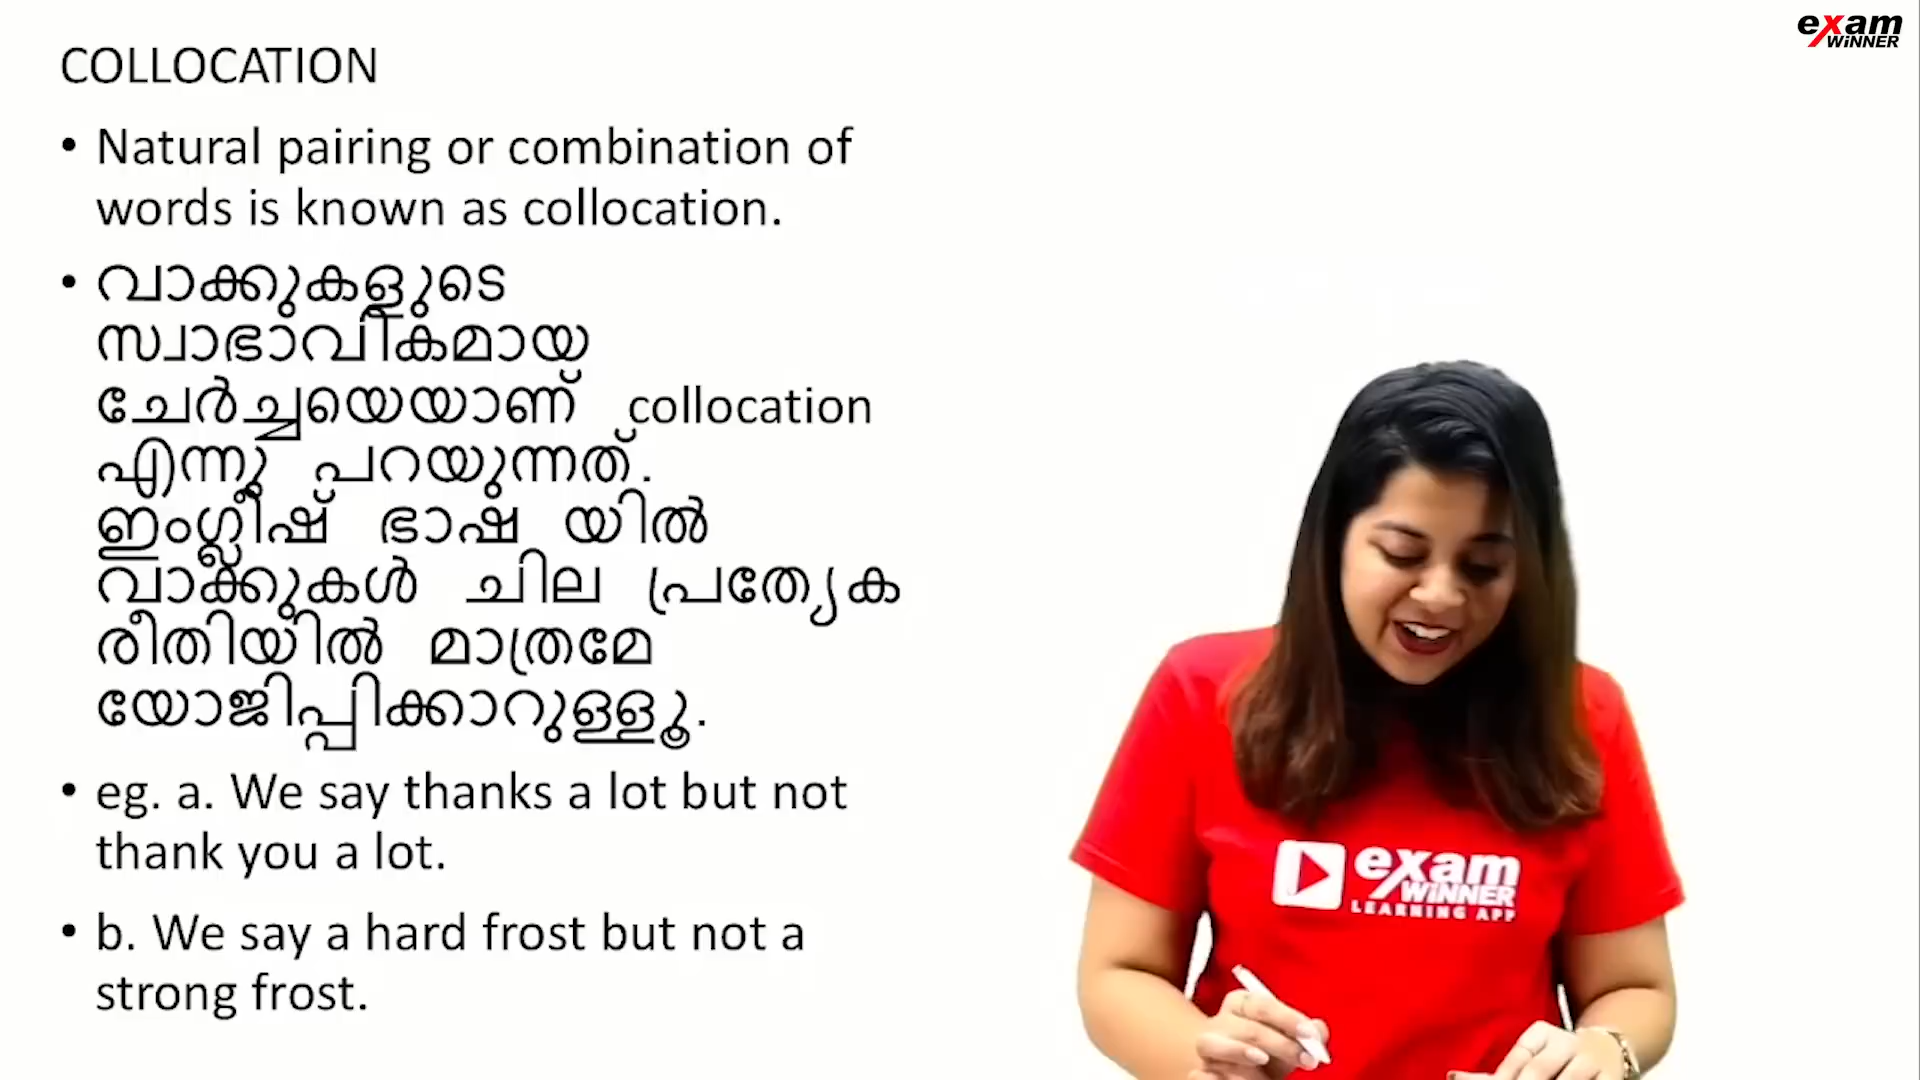 exam
WiNNER
COLLOCATION
• Natural pairing or combination of
words is known as collocation.
• വാക്കുകളുടെ
സ്വാഭാവികമായ
ചേർച്ചയെയാണ് collocation
എന്നു പറയുന്നത്.
ഇംഗ്ലീഷ് ഭാഷ യിൽ
വാക്കുകൾ ചില പ്രത്യേക
രീതിയിൽ മാത്രമേ
യോജിപ്പിക്കാറുള്ളൂ.
• eg. a. We say thanks a lot but not
thank you a lot.
• b. We say a hard frost but not a
strong frost.
exam
WiNNER
LEARNING APP